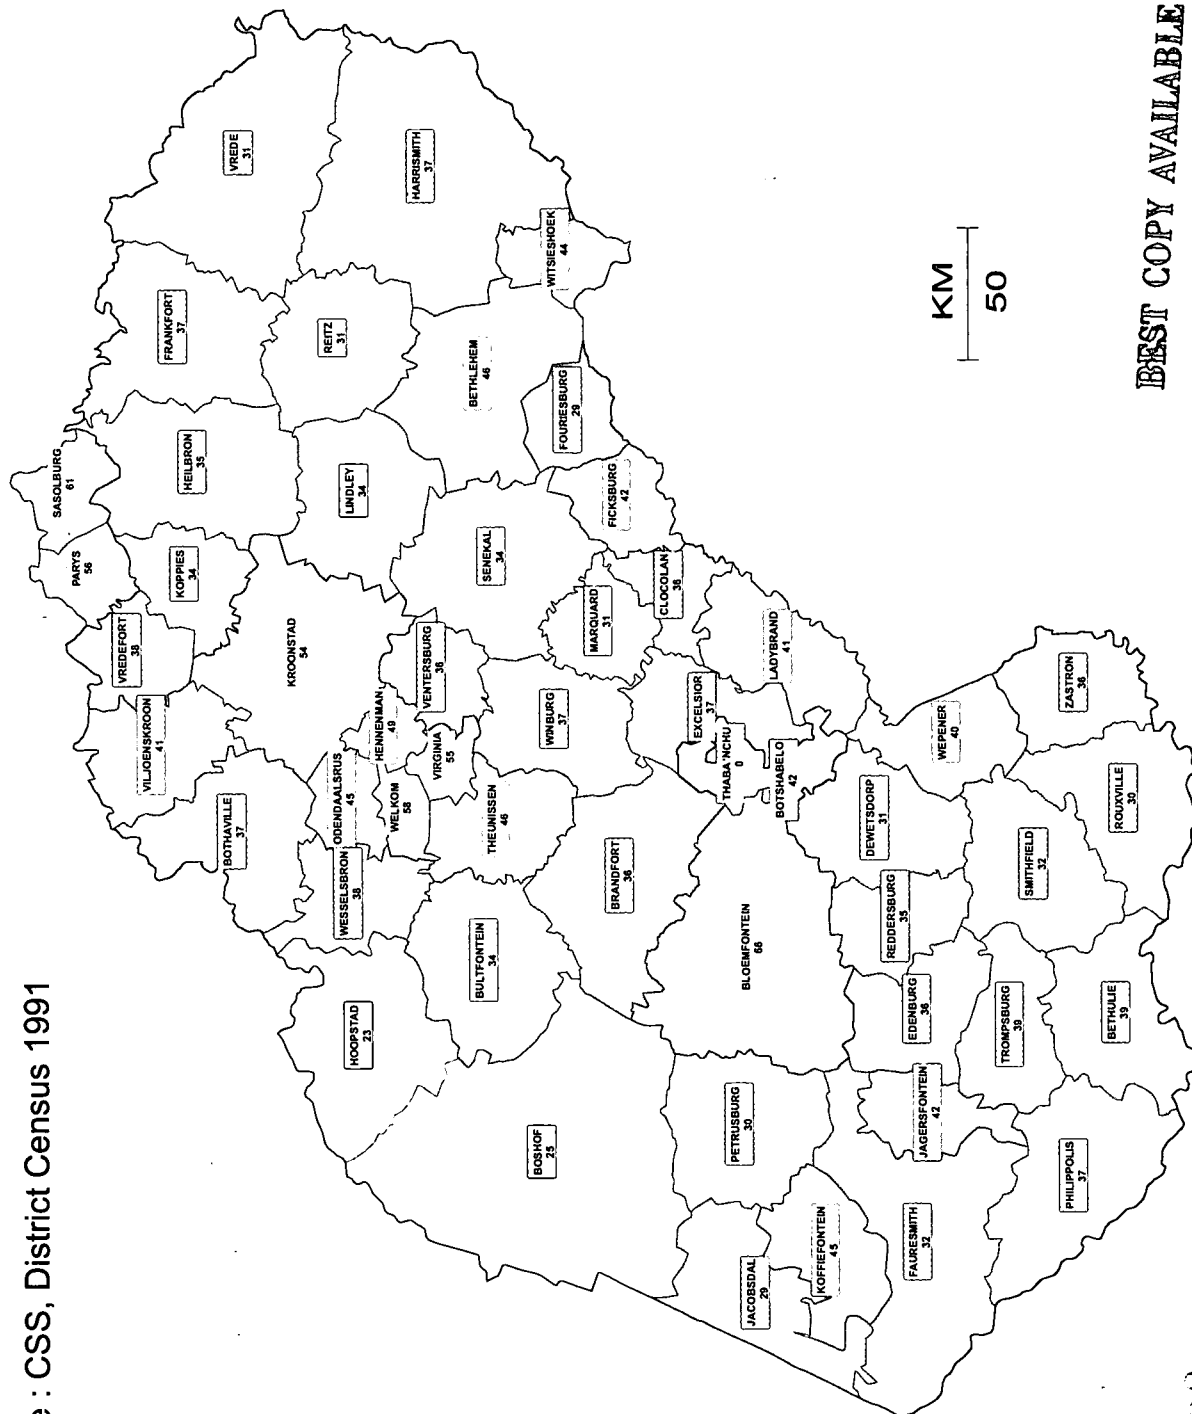 e : CSS, District Census 1991
SASOLBURG
61
PARYS
56
VREDEFORT
38
VILJOENSKROON
41
KOPPIES
34
HEILBRON
35
FRANKFORT
37
VREDE
31
BOTHAVILLE
37
KROONSTAD
54
LINDLEY
34
REITZ
31
HARRISMITH
37
HOOPSTAD
23
WESSELSBRON
38
ODENDAALSRUS
45
HENNENMAN
49
WELKOM
58
VIRGINIA
55
VENTERSBURG
36
BULTFONTEIN
34
THEUNISSEN
46
SENEKAL
34
BETHLEHEM
46
WITSIESHOEK
44
BOSHOF
25
WINBURG
37
FOURIESBURG
29
MARQUARD
31
FICKSBURG
42
BRANDFORT
36
CLOCOLAN
36
EXCELSIOR
37
THABA'NCHU
0
LADYBRAND
41
BOTSHABELO
42
BLOEMFONTEIN
66
PETRUSBURG
30
JACOBSDAL
29
KOFFIEFONTEIN
45
DEWETSDORP
31
REDDERSBURG
35
EDENBURG
36
JAGERSFONTEIN
42
FAURESMITH
32
WEPENER
40
TROMPSBURG
39
SMITHFIELD
32
ZASTRON
36
PHILIPPOLIS
37
BETHULIE
39
ROUXVILLE
30
KM
50
BEST COPY AVAILABLE